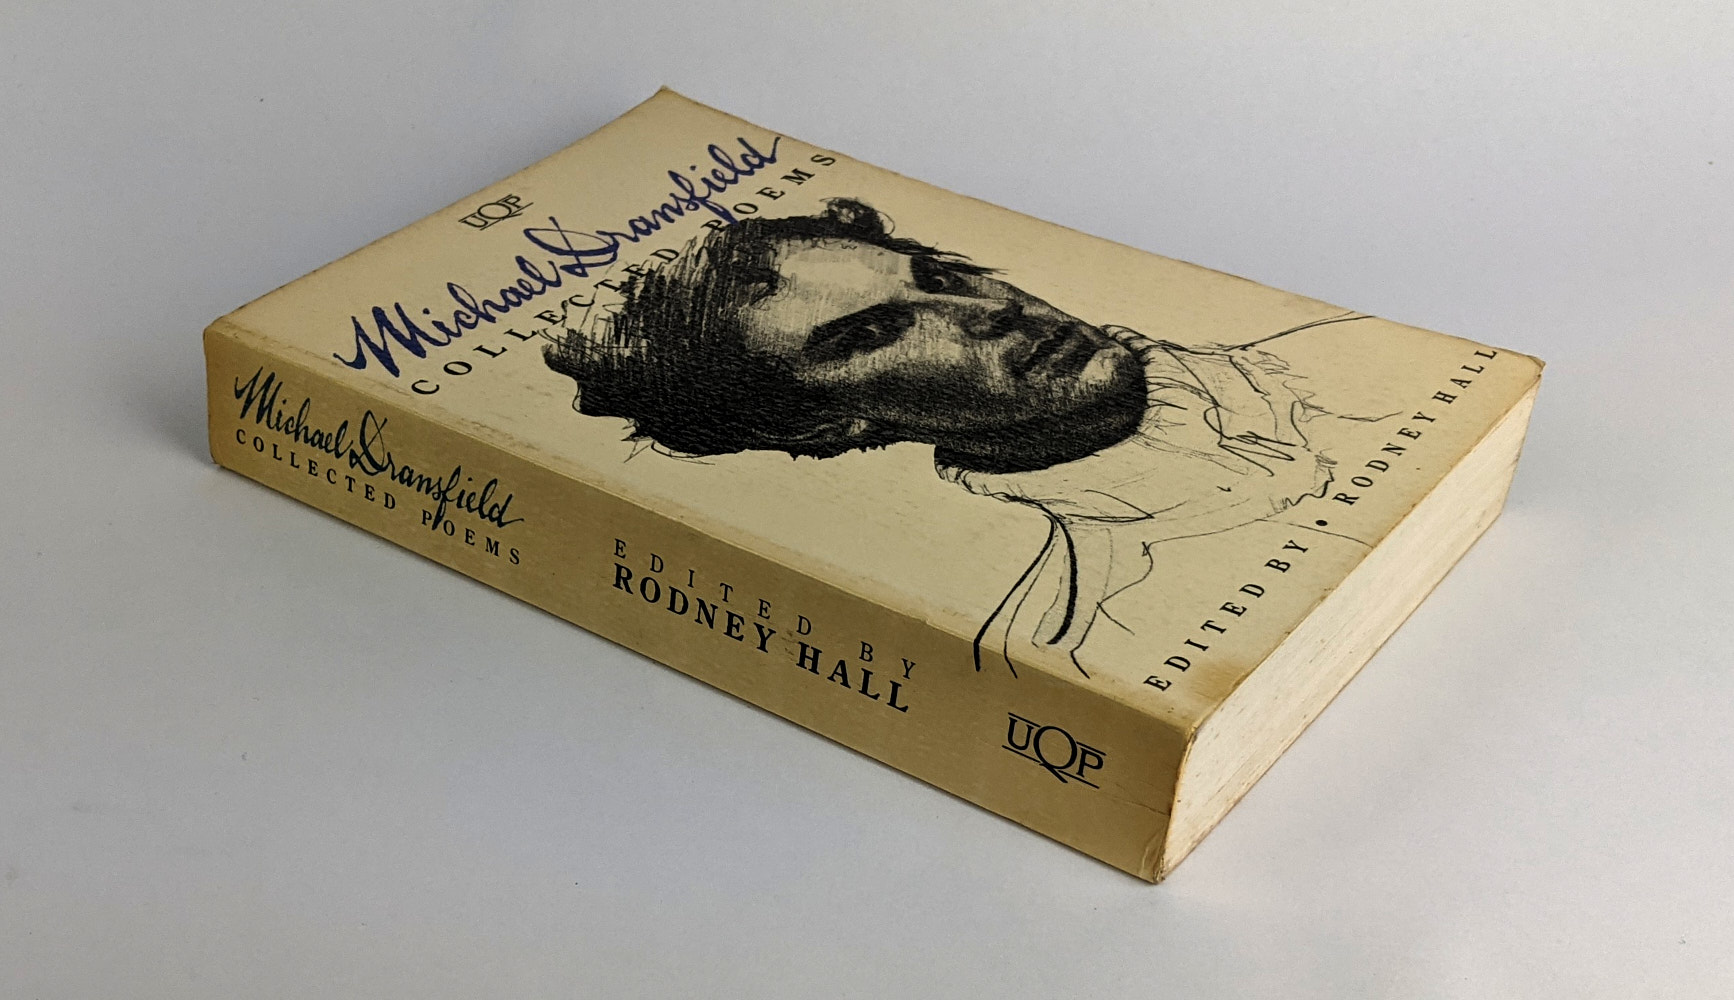 UQP
Michael Dransfield
COLLECTED POEMS
EDITED BY • RODNEY HALL
Michael Dransfield
COLLECTED POEMS
EDITED BY
RODNEY HALL
UQP